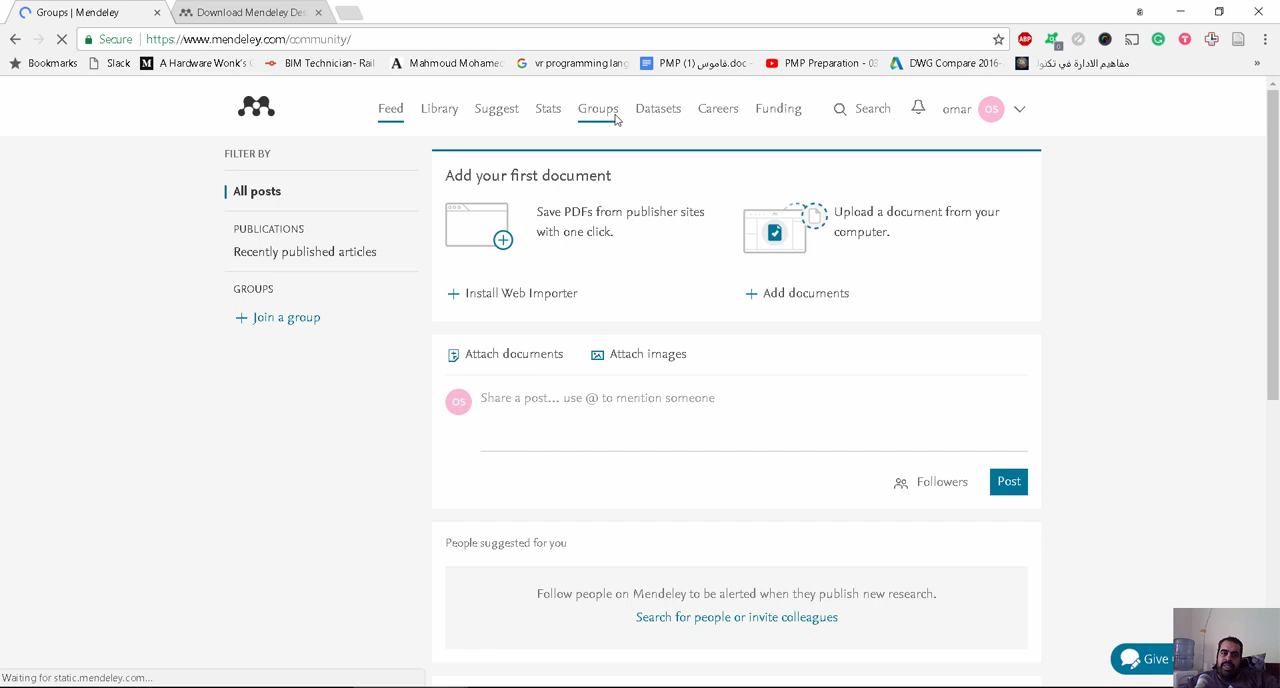 Groups | Mendeley
Download Mendeley Des
Secure
https://www.mendeley.com/community/
Bookmarks
Slack
A Hardware Wonk's G
BIM Technician - Rail
Mahmoud Mohamed
vr programming lang
PMP (1) قاموس.doc
PMP Preparation - 03
DWG Compare 2016-
مفاهيم الادارة في تكنول
»
Feed
Library
Suggest
Stats
Groups
Datasets
Careers
Funding
Search
omar
OS
FILTER BY
All posts
PUBLICATIONS
Recently published articles
GROUPS
+ Join a group
Add your first document
Save PDFs from publisher sites
with one click.
Upload a document from your
computer.
+ Install Web Importer
+ Add documents
Attach documents
Attach images
OS
Share a post... use @ to mention someone
Followers
Post
People suggested for you
Follow people on Mendeley to be alerted when they publish new research.
Search for people or invite colleagues
Give
Waiting for static.mendeley.com...